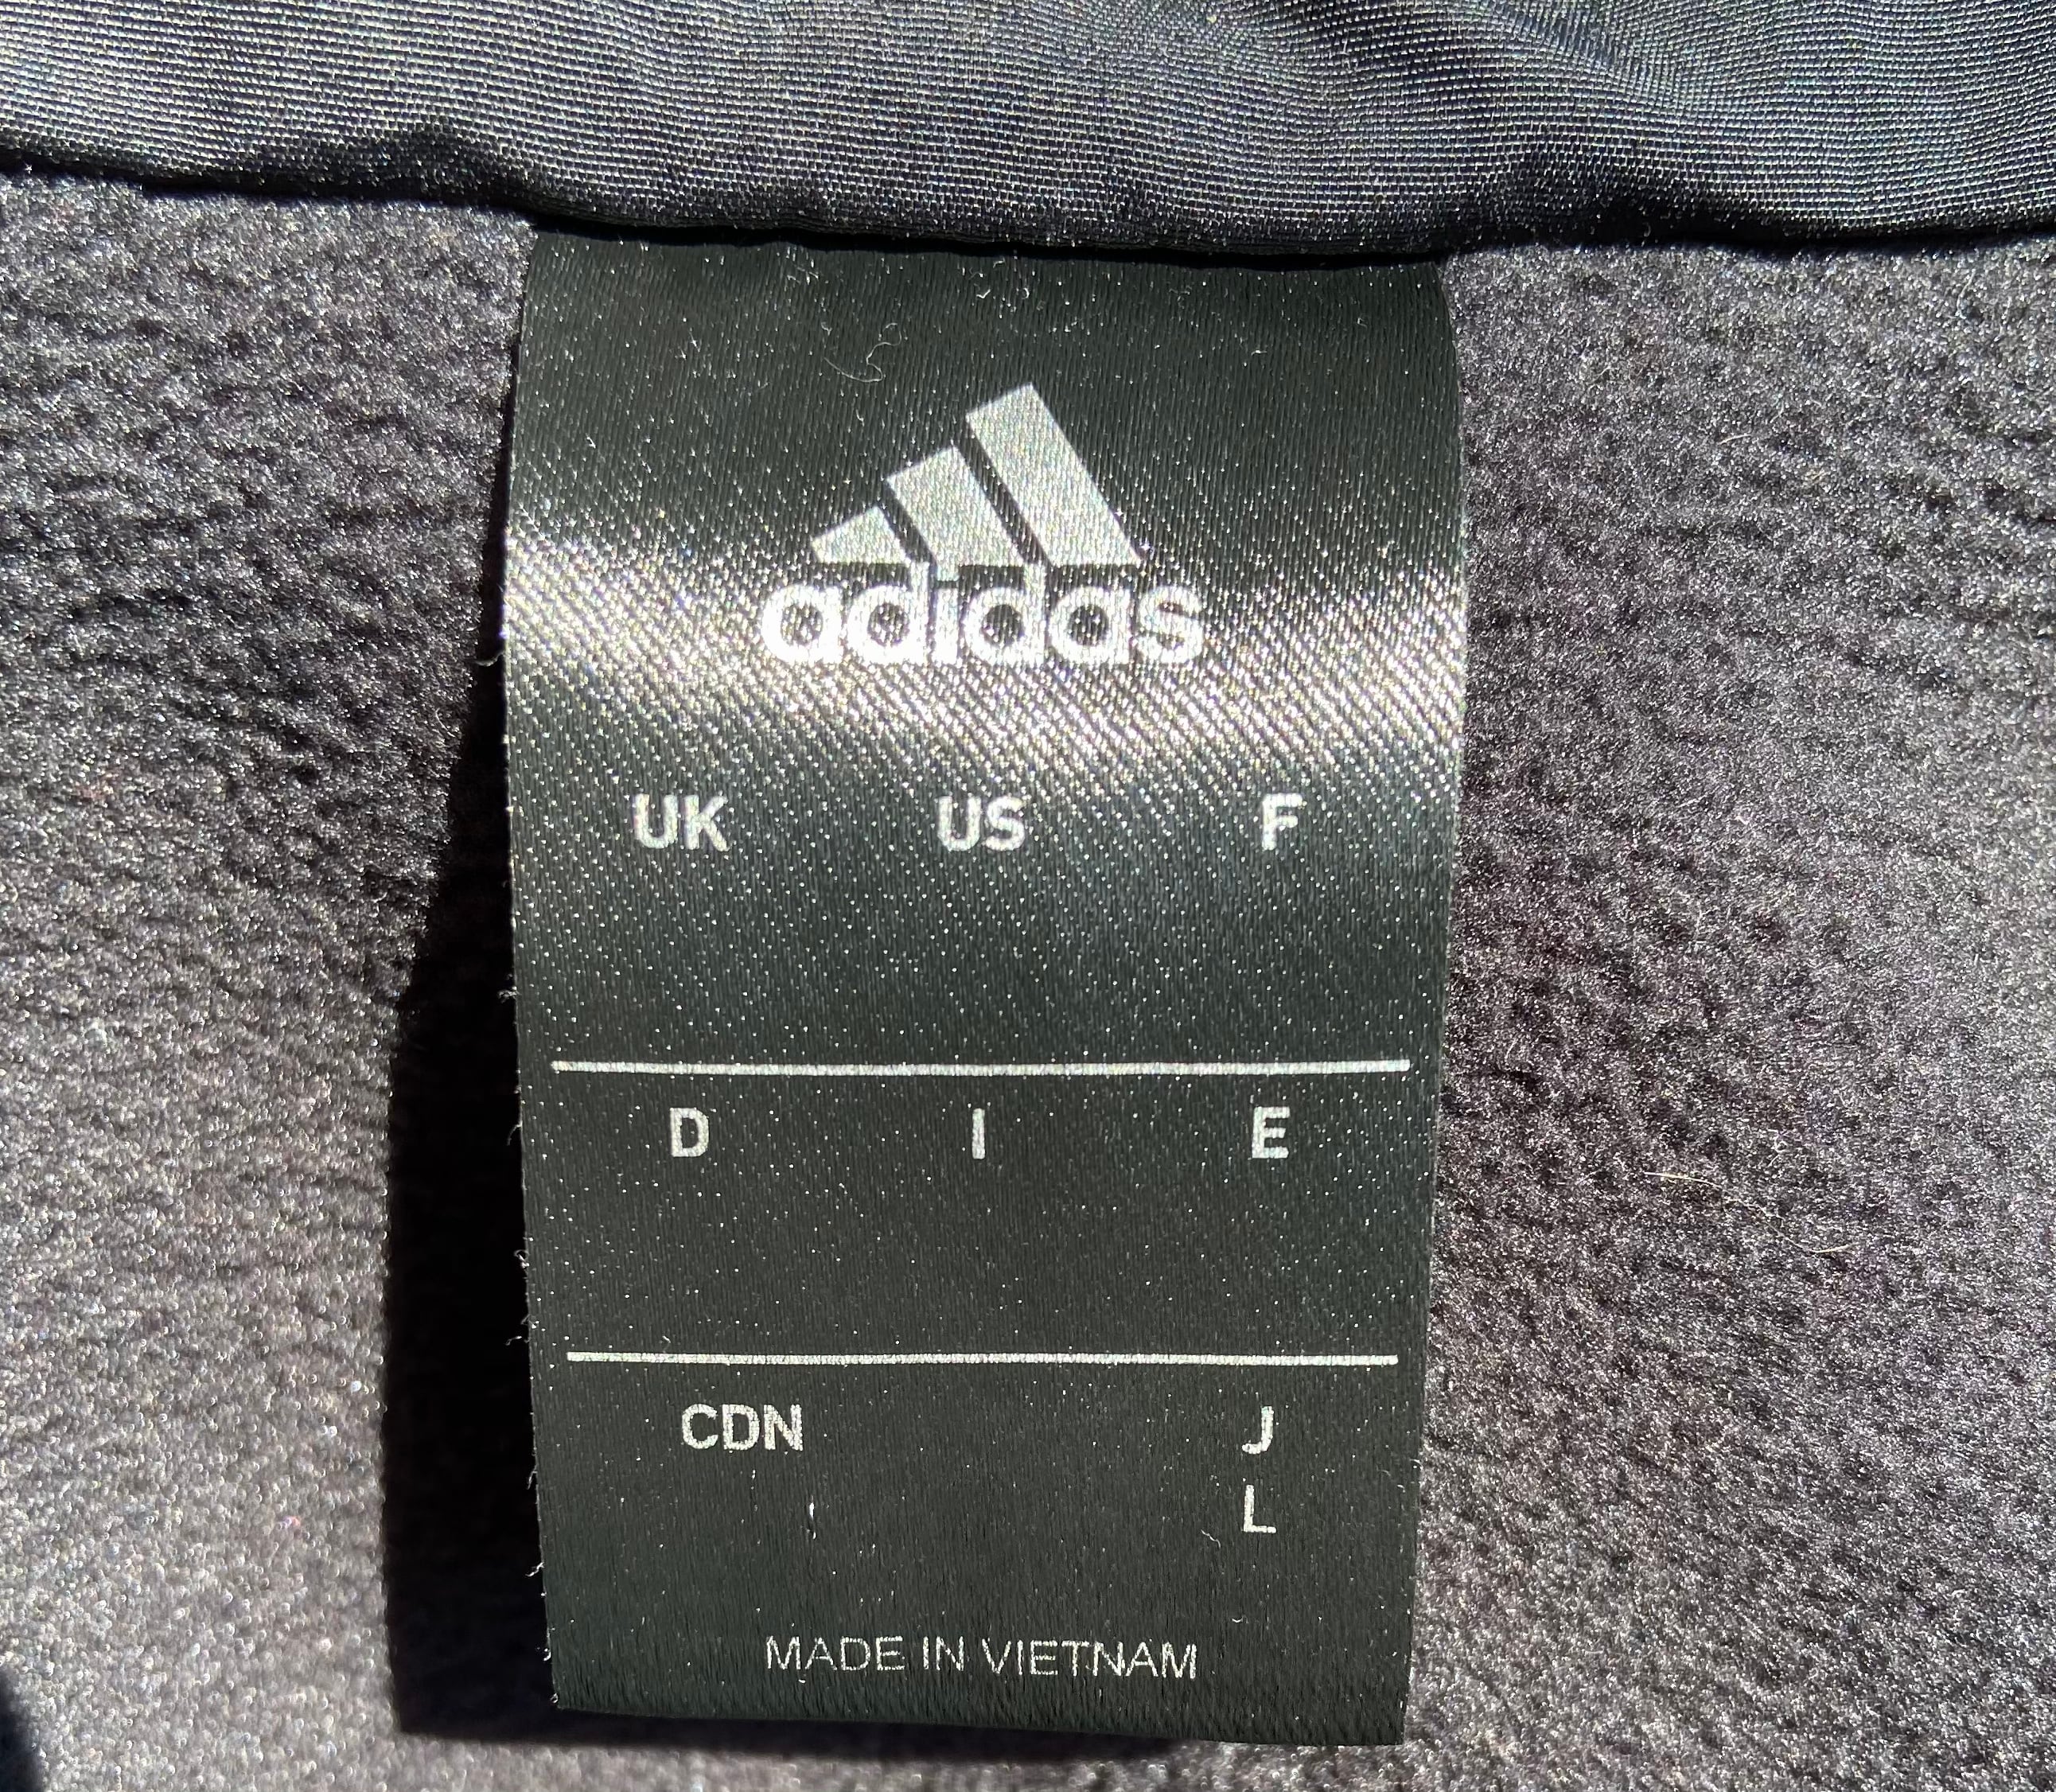 adidas
UK US F
D I E
CDN J
L
MADE IN VIETNAM